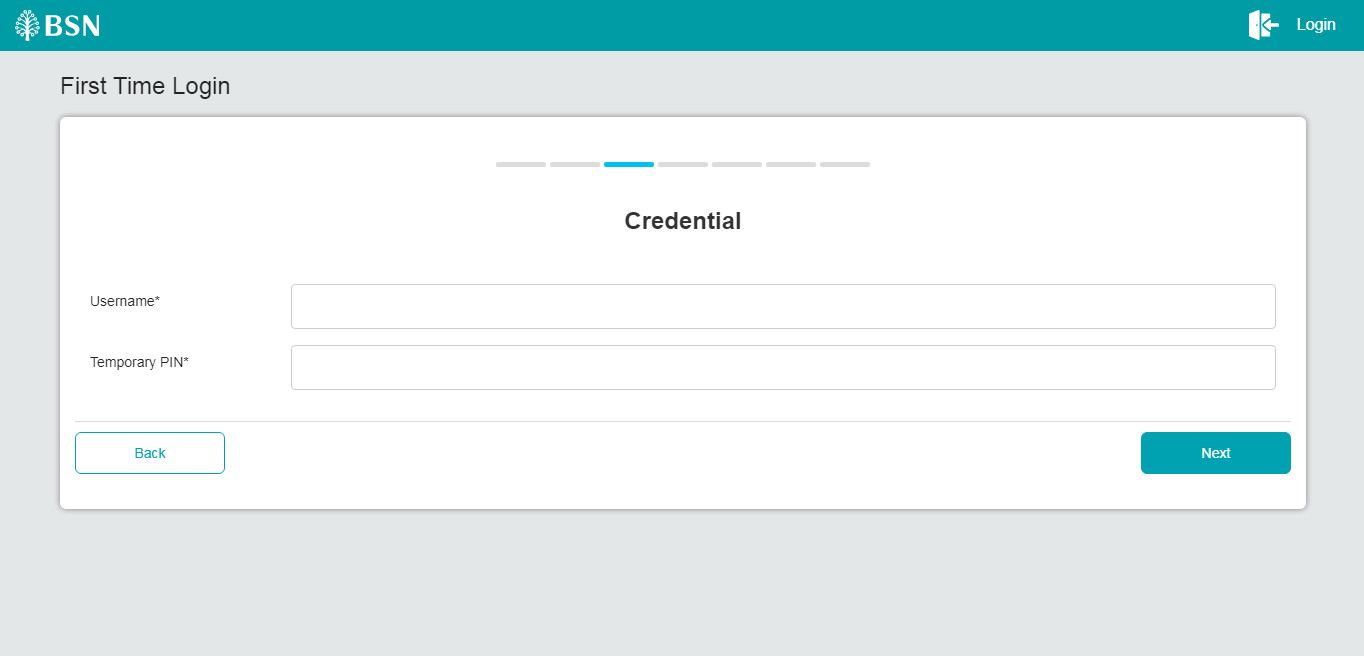 BSN
Login
First Time Login
Credential
Username*
Temporary PIN*
Back
Next